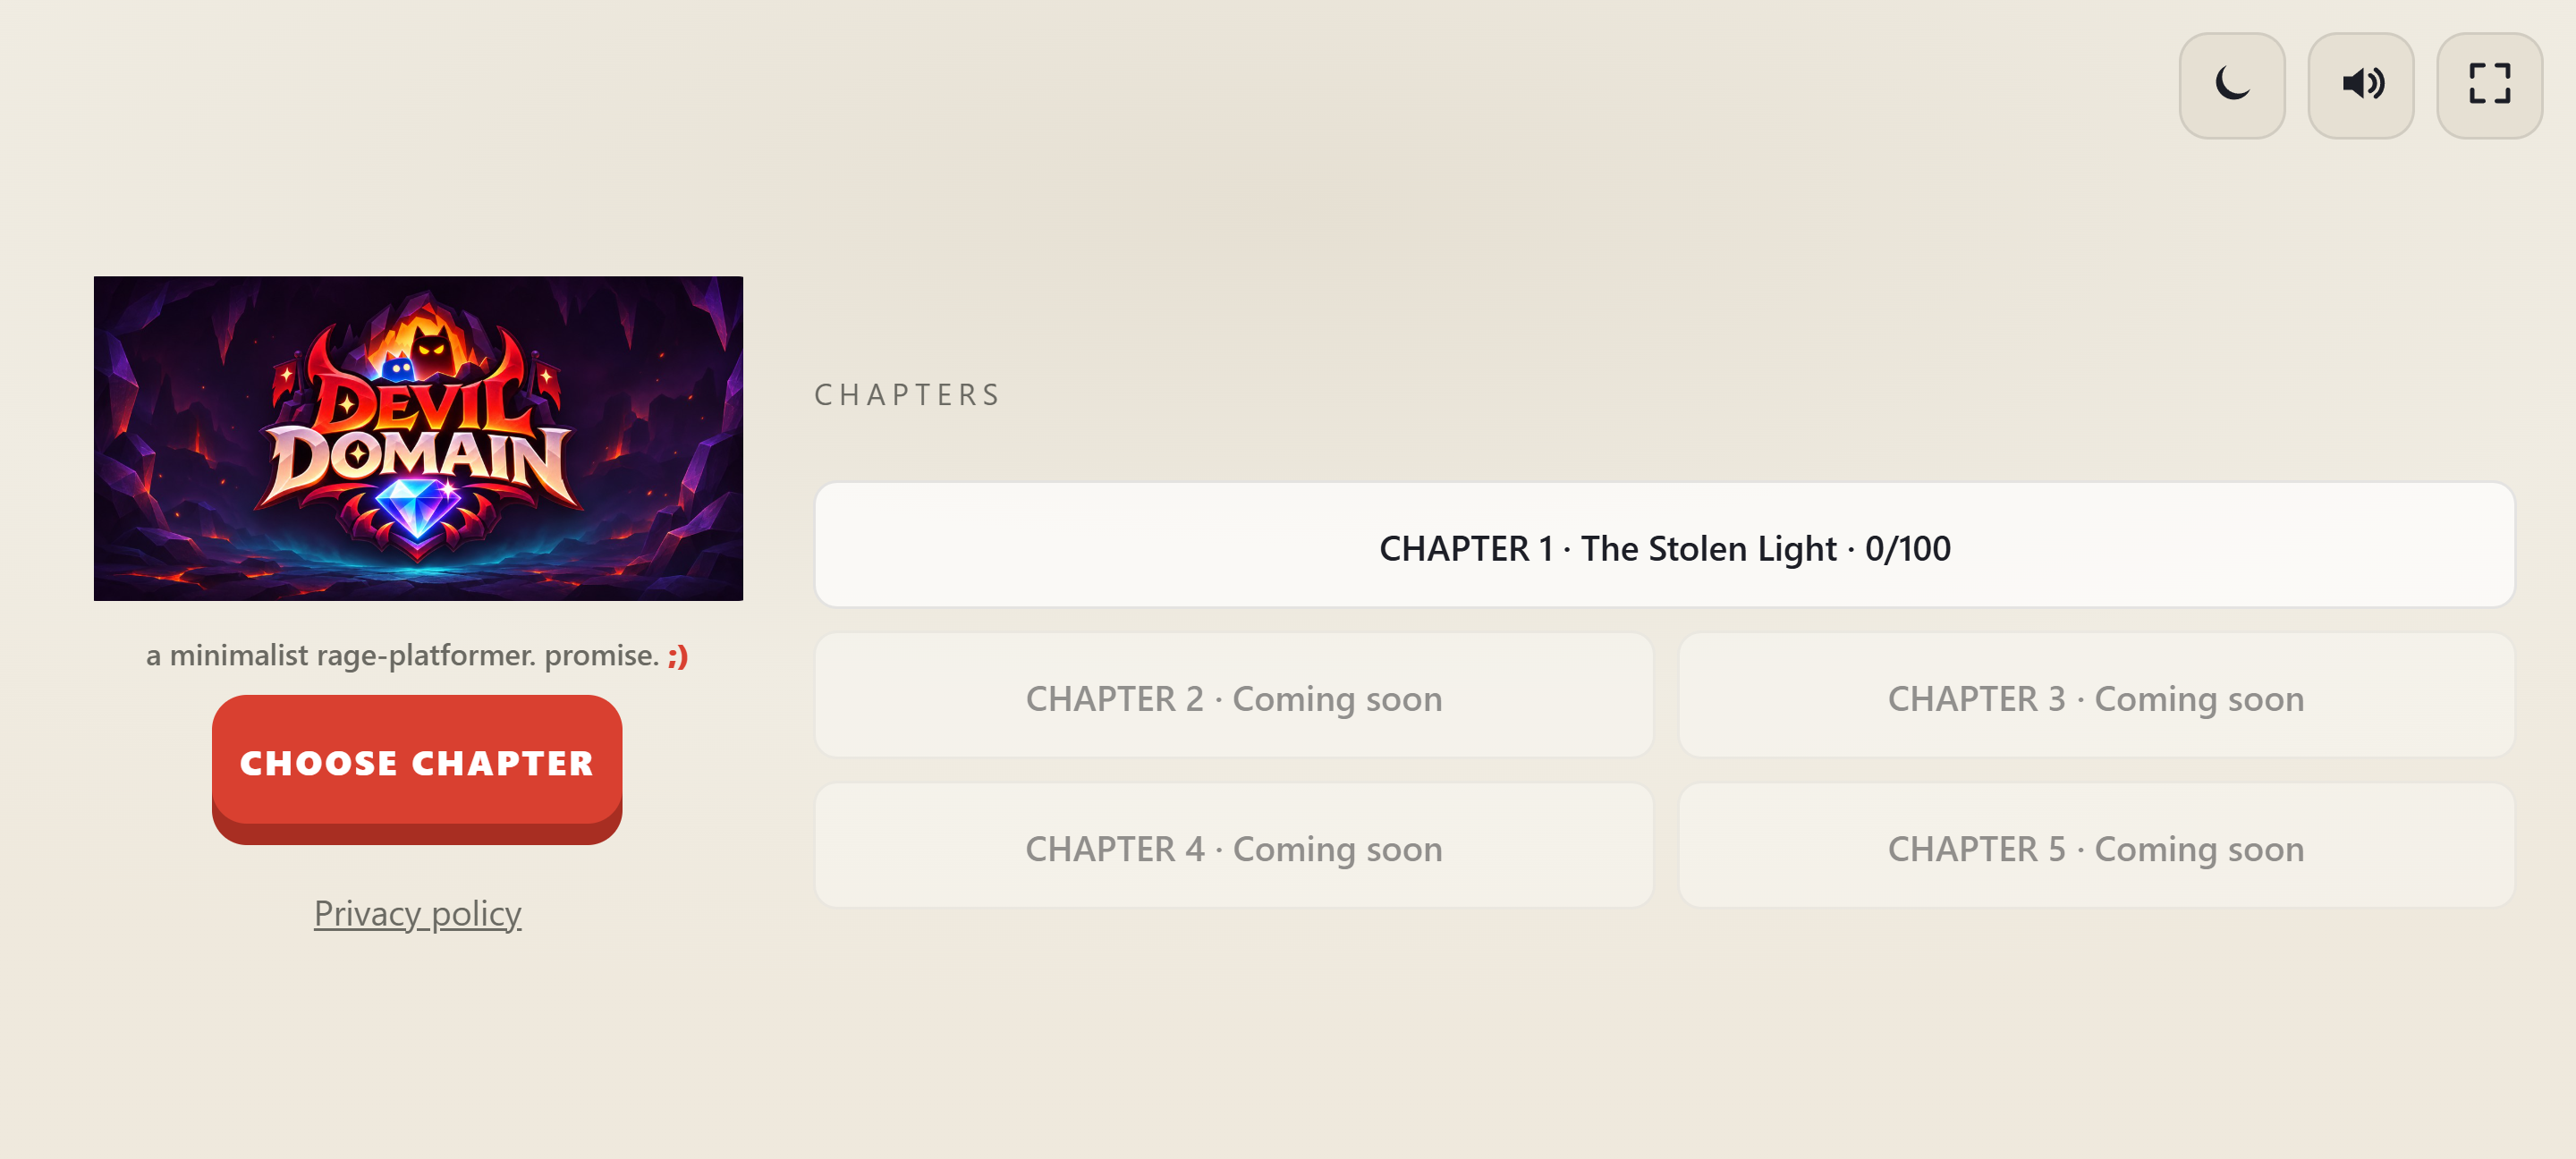 DEVIL
DOMAIN
a minimalist rage-platformer. promise. ;)
CHOOSE CHAPTER
Privacy policy
CHAPTERS
CHAPTER 1 · The Stolen Light · 0/100
CHAPTER 2 · Coming soon
CHAPTER 3 · Coming soon
CHAPTER 4 · Coming soon
CHAPTER 5 · Coming soon